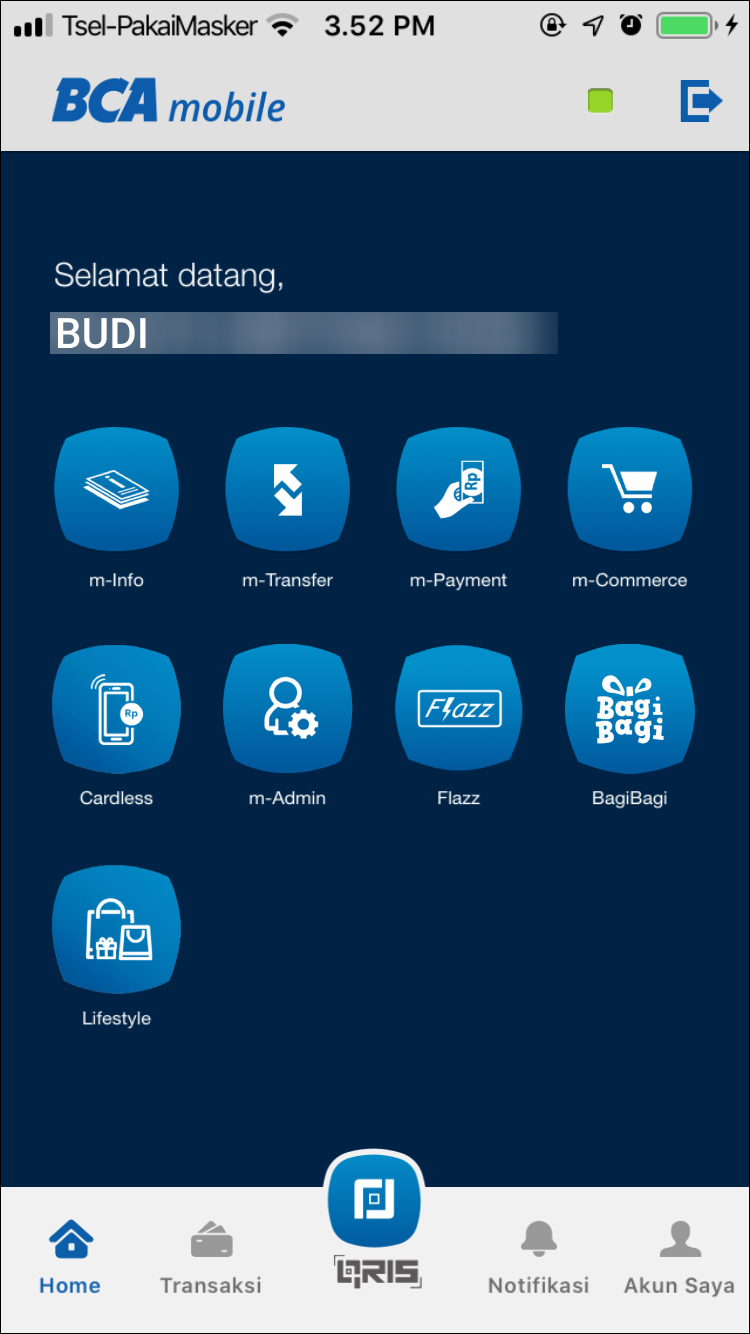 Tsel-PakaiMasker 3.52 PM
BCA mobile
Selamat datang,
BUDI
m-Info m-Transfer m-Payment m-Commerce
Rp
Rp
Flazz
Bagi
Bagi
Cardless m-Admin Flazz BagiBagi
Lifestyle
QRIS
Home Transaksi Notifikasi Akun Saya